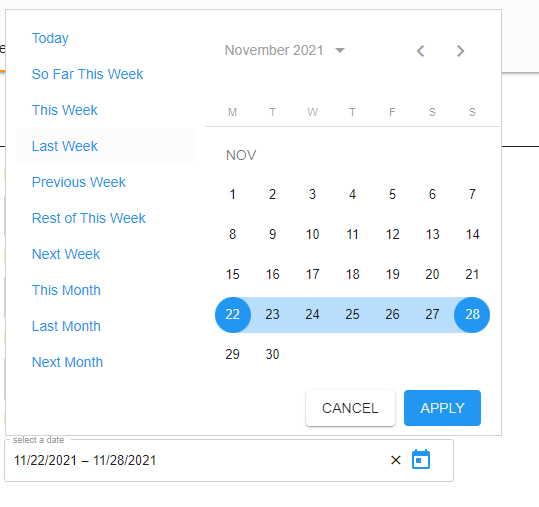 Today
So Far This Week
This Week
Last Week
Previous Week
Rest of This Week
Next Week
This Month
Last Month
Next Month
November 2021
M T W T F S S
NOV
1 2 3 4 5 6 7
8 9 10 11 12 13 14
15 16 17 18 19 20 21
22 23 24 25 26 27 28
29 30
CANCEL APPLY
select a date
11/22/2021 – 11/28/2021